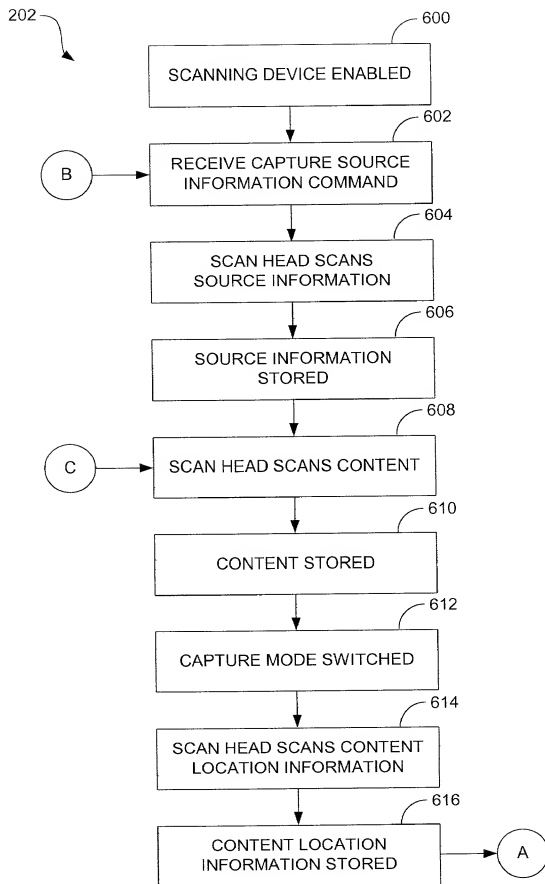 202
600
SCANNING DEVICE ENABLED
602
B
RECEIVE CAPTURE SOURCE
INFORMATION COMMAND
604
SCAN HEAD SCANS
SOURCE INFORMATION
606
SOURCE INFORMATION
STORED
608
C
SCAN HEAD SCANS CONTENT
610
CONTENT STORED
612
CAPTURE MODE SWITCHED
614
SCAN HEAD SCANS CONTENT
LOCATION INFORMATION
616
CONTENT LOCATION
INFORMATION STORED
A